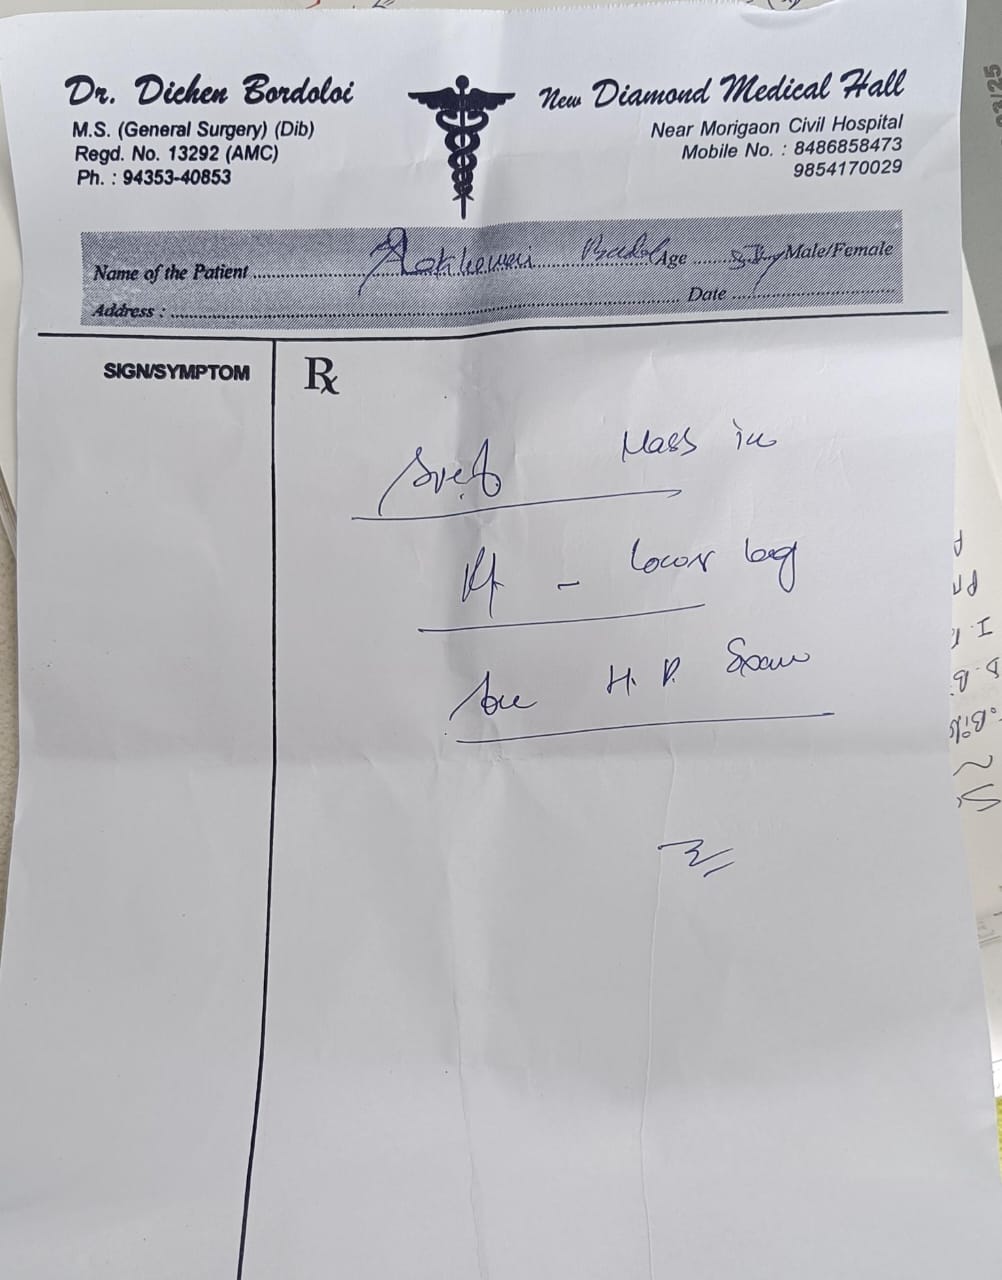 Dr. Dichen Bordoloi
M.S. (General Surgery) (Dib)
Regd. No. 13292 (AMC)
Ph. : 94353-40853
New Diamond Medical Hall
Near Morigaon Civil Hospital
Mobile No. : 8486858473
9854170029
Name of the Patient Age Male/Female
Address : Date
SIGN/SYMPTOM
Rx
Mass in
Rt - lower leg
H. P. Exam